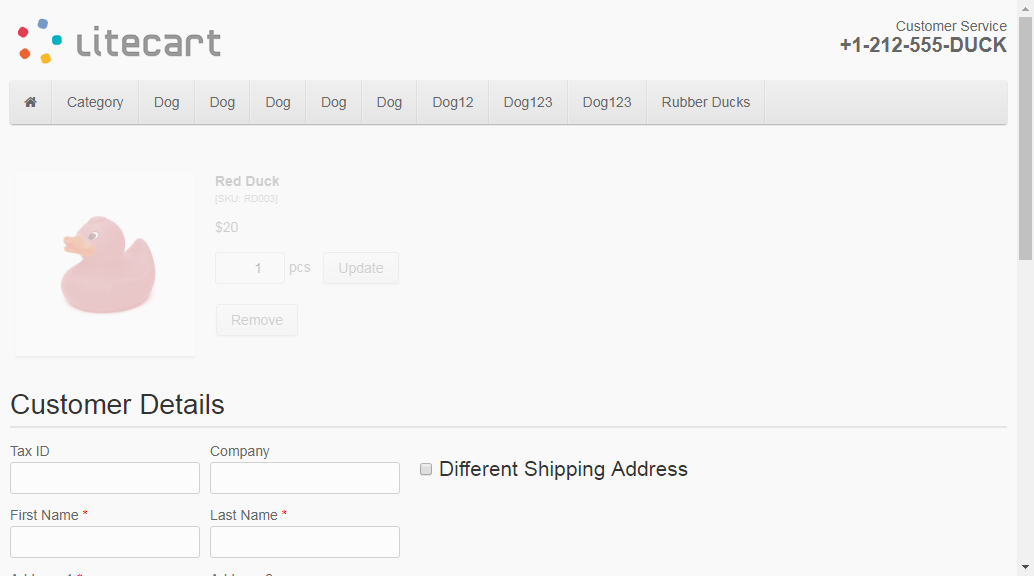 litecart
Customer Service
+1-212-555-DUCK
Category Dog Dog Dog Dog Dog Dog12 Dog123 Dog123 Rubber Ducks
Red Duck
[SKU: RD003]
$20
1 pcs Update
Remove
Customer Details
Tax ID Company
Different Shipping Address
First Name * Last Name *